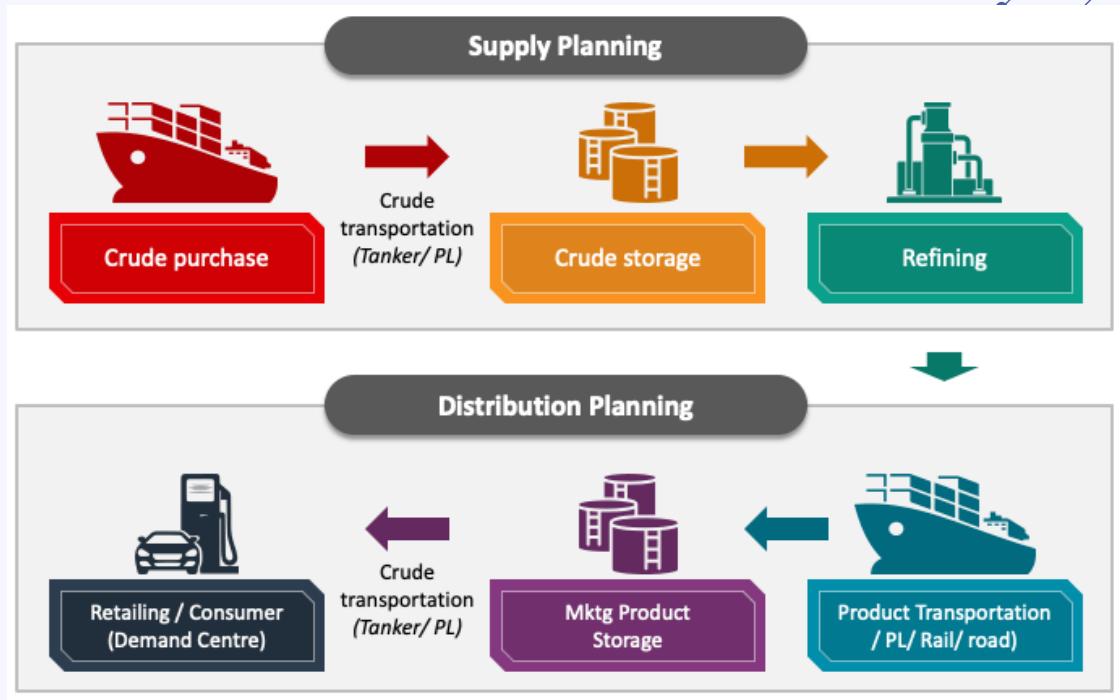 Supply Planning
Crude
transportation
(Tanker/ PL)
Crude purchase
Crude storage
Refining
Distribution Planning
Crude
transportation
(Tanker/ PL)
Retailing / Consumer
(Demand Centre)
Mktg Product
Storage
Product Transportation
/ PL/ Rail/ road)